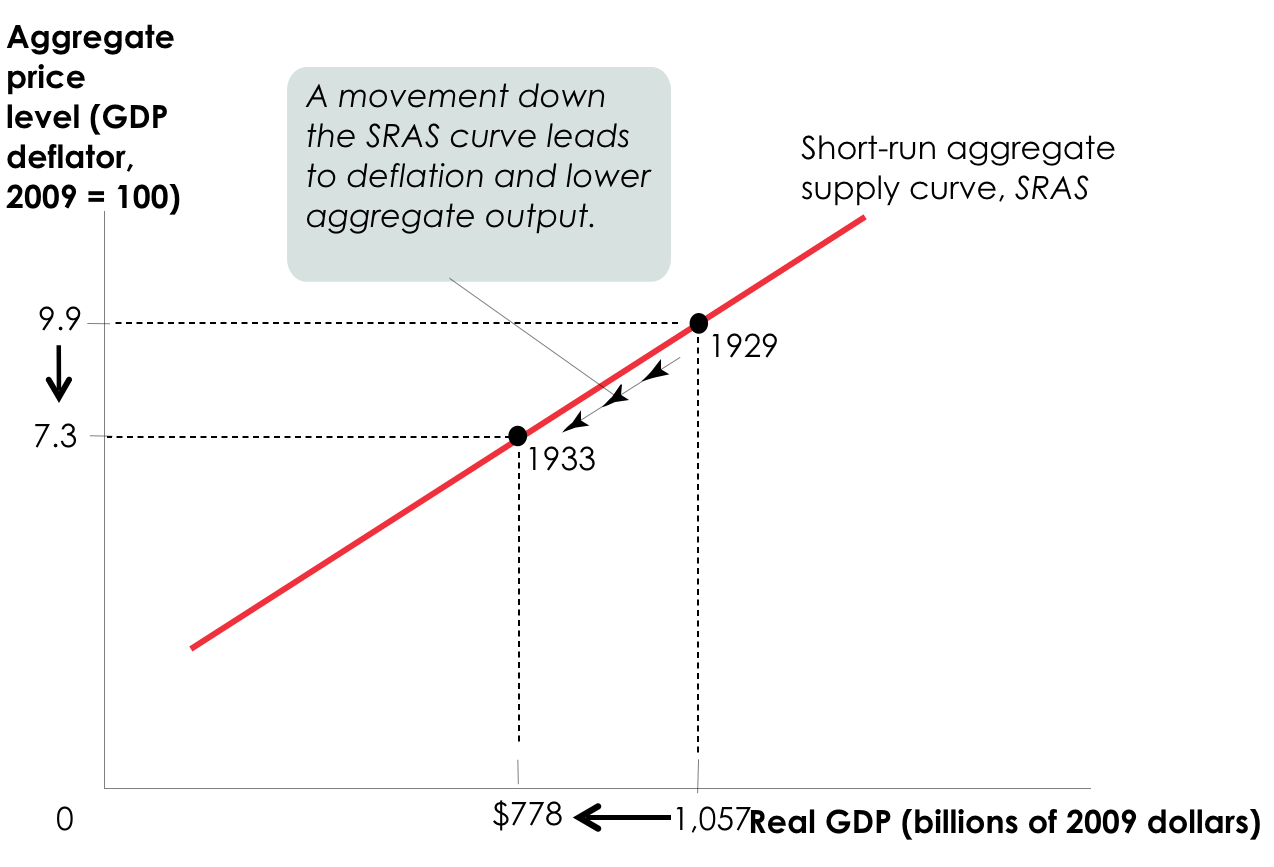 Aggregate
price
level (GDP
deflator,
2009 = 100)
A movement down
the SRAS curve leads
to deflation and lower
aggregate output.
Short-run aggregate
supply curve, SRAS
9.9
1929
7.3
1933
0
$778
1,057
Real GDP (billions of 2009 dollars)